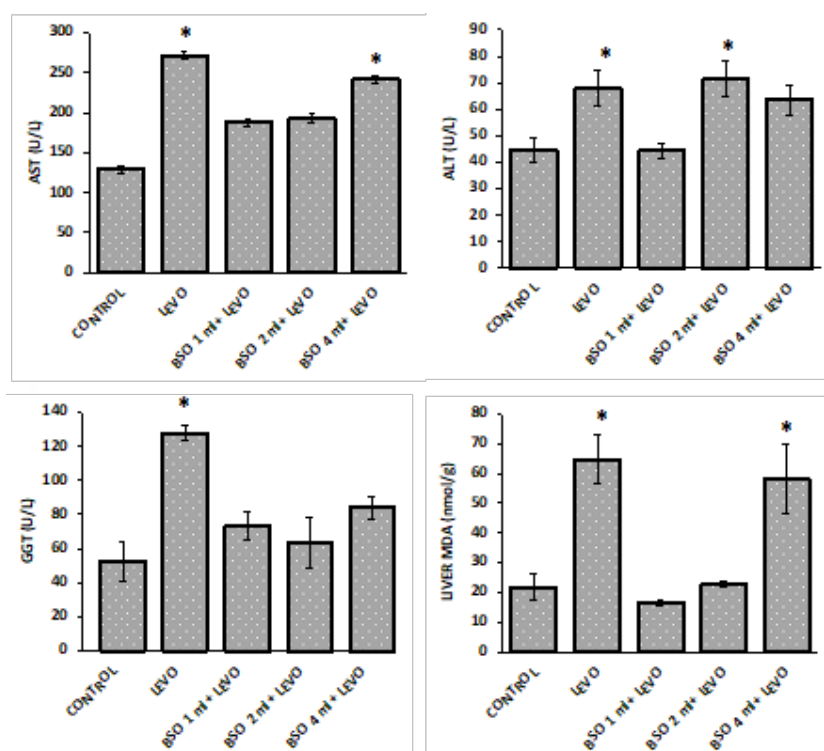 300
250
200
150
100
50
0
AST (U/L)
*
*
CONTROL
LEVO
BSO 1 ml+ LEVO
BSO 2 ml+ LEVO
BSO 4 ml+ LEVO
90
80
70
60
50
40
30
20
10
0
ALT (U/L)
*
*
CONTROL
LEVO
BSO 1 ml+ LEVO
BSO 2 ml+ LEVO
BSO 4 ml+ LEVO
140
120
100
80
60
40
20
0
GGT (U/L)
*
CONTROL
LEVO
BSO 1 ml+ LEVO
BSO 2 ml+ LEVO
BSO 4 ml+ LEVO
80
70
60
50
40
30
20
10
0
LIVER MDA (nmol/g)
*
*
CONTROL
LEVO
BSO 1 ml+ LEVO
BSO 2 ml+ LEVO
BSO 4 ml+ LEVO